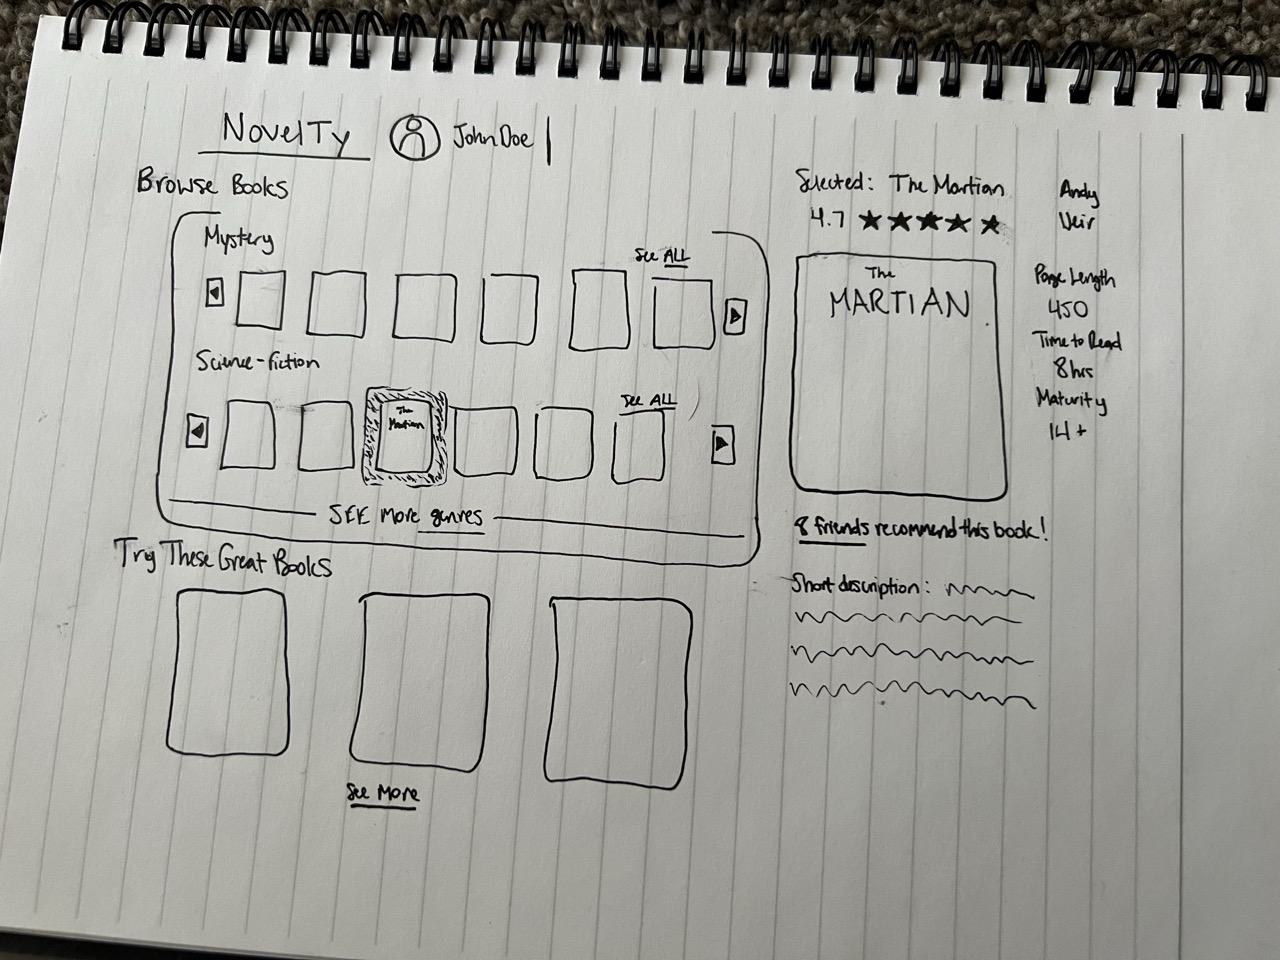 Novelty
John Doe
Browse Books
Mystery
See ALL
Science-fiction
See ALL
The
Martian
SEE More genres
Try These Great Books
See More
Selected: The Martian
4.7
Andy
Weir
The
MARTIAN
Page Length
450
Time to Read
8hrs
Maturity
14+
8 friends recommend this book!
Short description: